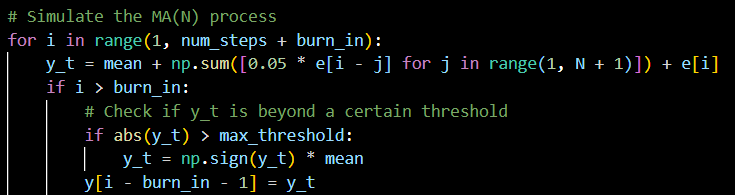 # Simulate the MA(N) process
for i in range(1, num_steps + burn_in):
    y_t = mean + np.sum([0.05 * e[i - j] for j in range(1, N + 1)]) + e[i]
    if i > burn_in:
        # Check if y_t is beyond a certain threshold
        if abs(y_t) > max_threshold:
            y_t = np.sign(y_t) * mean
        y[i - burn_in - 1] = y_t